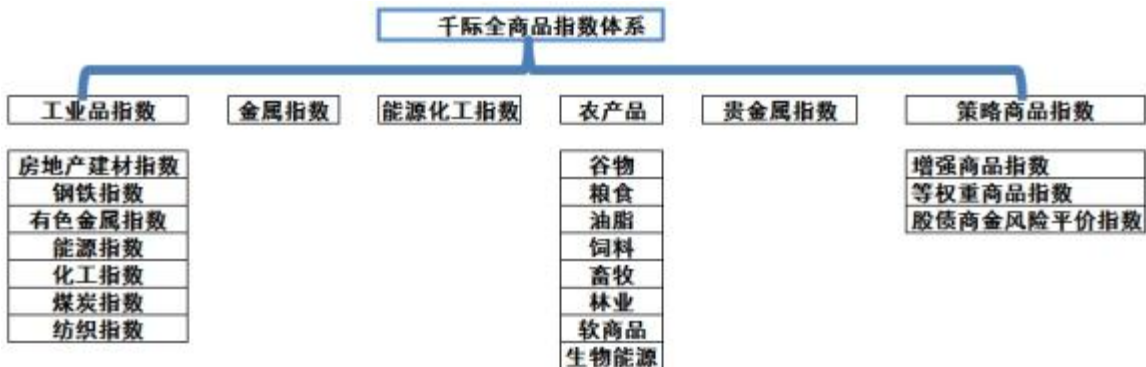 千际全商品指数体系
工业品指数 金属指数 能源化工指数 农产品 贵金属指数 策略商品指数
房地产建材指数 谷物 增强商品指数
钢铁指数 粮食 等权重商品指数
有色金属指数 油脂 股债商金风险平价指数
能源指数 饲料
化工指数 畜牧
煤炭指数 林业
纺织指数 软商品
生物能源